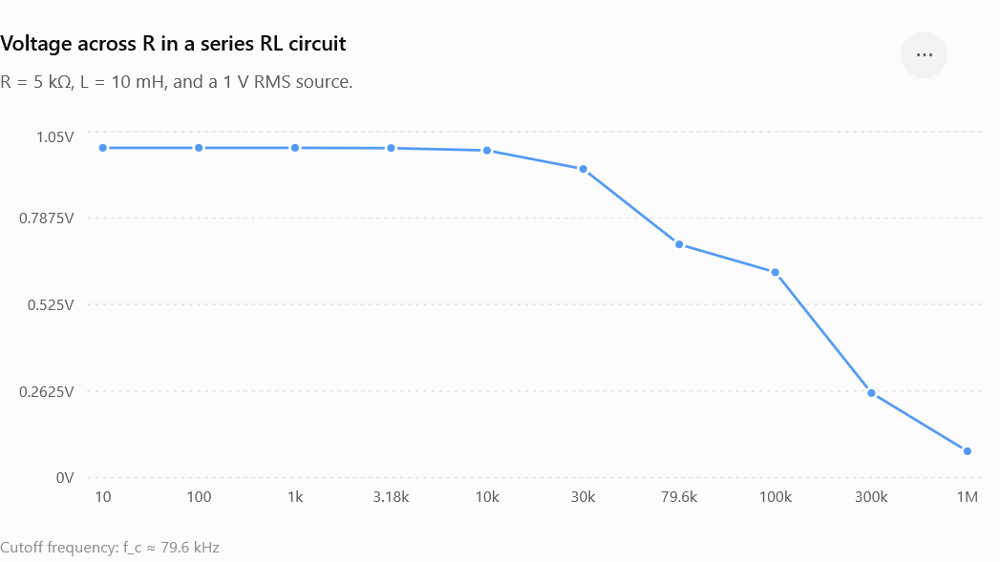 Voltage across R in a series RL circuit
...
R = 5 kΩ, L = 10 mH, and a 1 V RMS source.
1.05V
0.7875V
0.525V
0.2625V
0V
10 100 1k 3.18k 10k 30k 79.6k 100k 300k 1M
Cutoff frequency: f_c ≈ 79.6 kHz